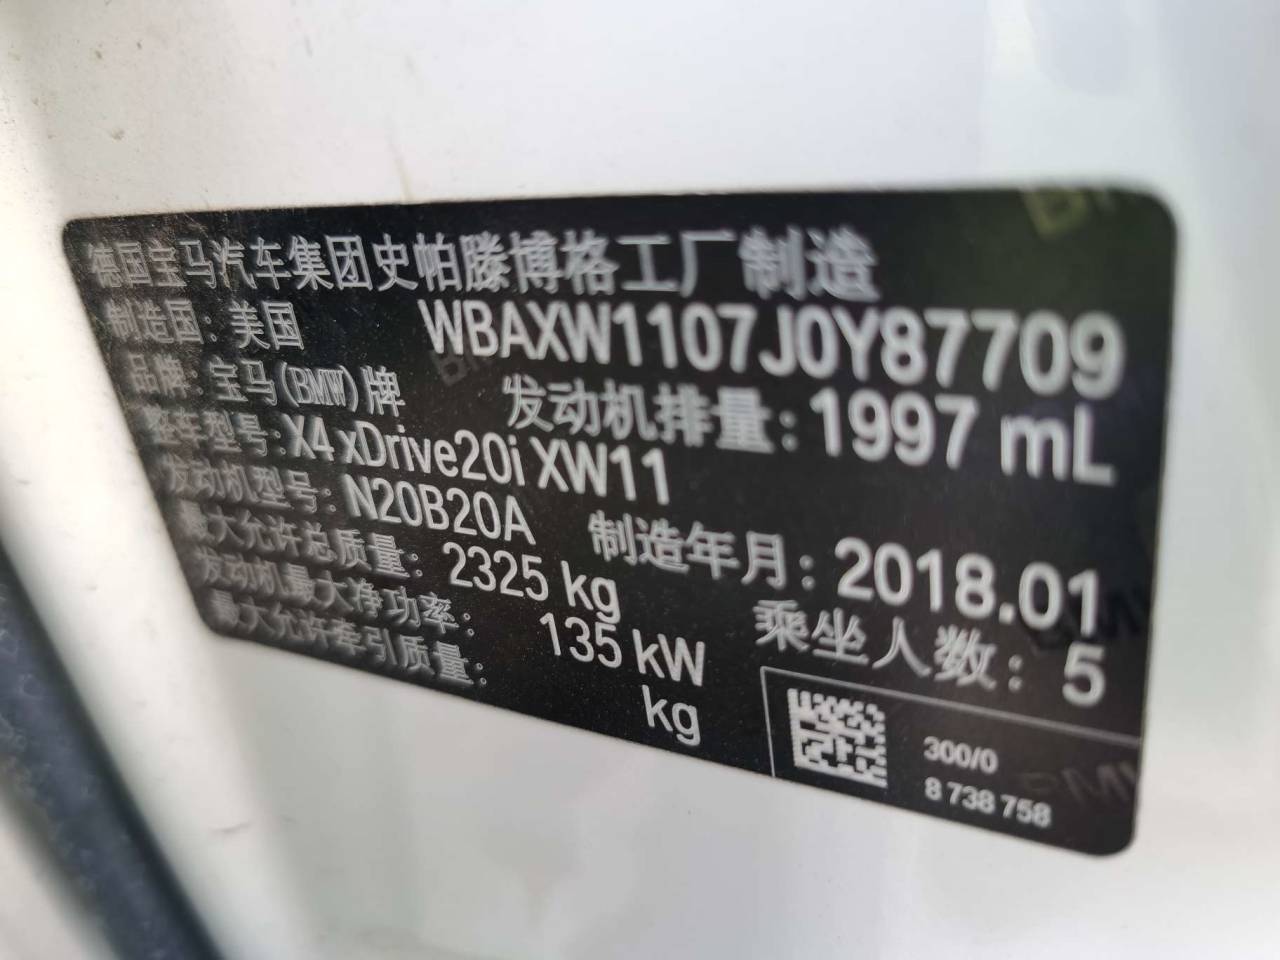 德国宝马汽车集团史帕滕博格工厂制造
制造国: 美国 WBAXW1107J0Y87709
品牌: 宝马(BMW)牌 发动机排量: 1997 mL
整车型号: X4 xDrive20i XW11
发动机型号: N20B20A 制造年月: 2018.01
最大允许总质量: 2325 kg 乘坐人数: 5
发动机最大净功率: 135 kW
最大允许牵引质量: kg
300/0
8 738 758